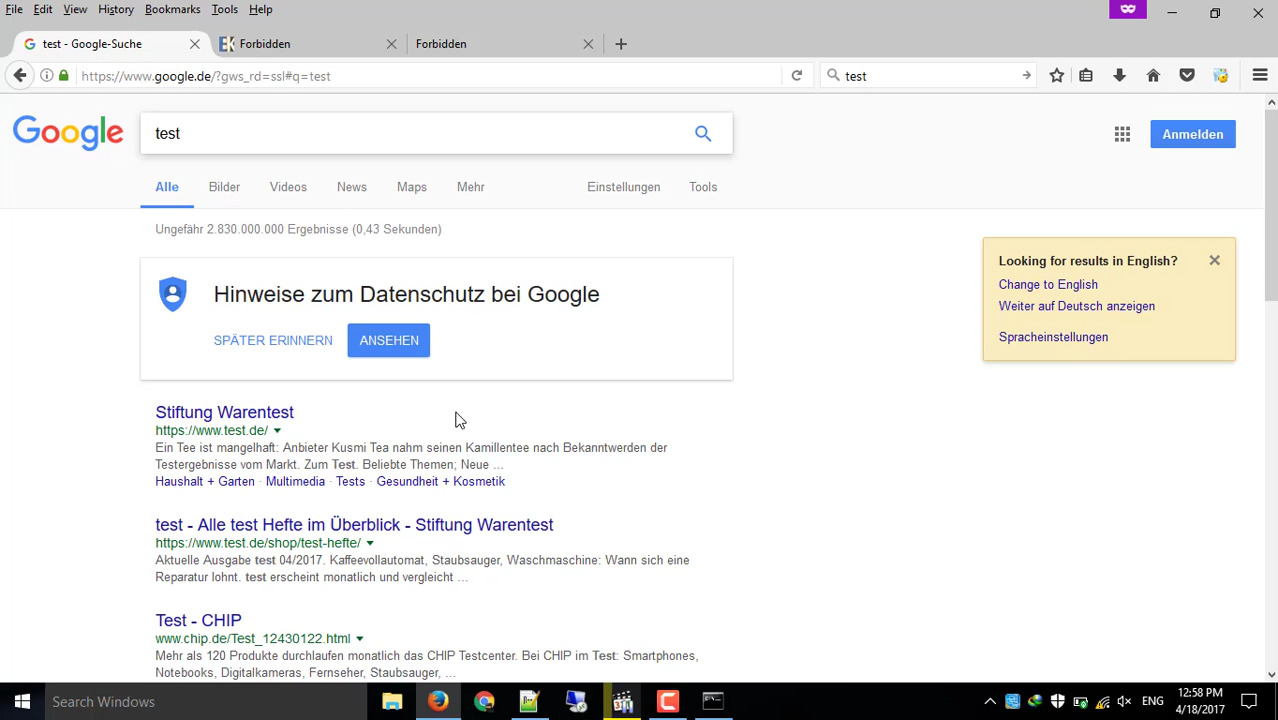 File Edit View History Bookmarks Tools Help
test - Google-Suche
Forbidden
Forbidden
https://www.google.de/?gws_rd=ssl#q=test
test
Google
test
Anmelden
Alle Bilder Videos News Maps Mehr Einstellungen Tools
Ungefähr 2.830.000.000 Ergebnisse (0,43 Sekunden)
Hinweise zum Datenschutz bei Google
SPÄTER ERINNERN
ANSEHEN
Looking for results in English?
Change to English
Weiter auf Deutsch anzeigen
Spracheinstellungen
Stiftung Warentest
https://www.test.de/
Ein Tee ist mangelhaft: Anbieter Kusmi Tea nahm seinen Kamillentee nach Bekanntwerden der
Testergebnisse vom Markt. Zum Test. Beliebte Themen; Neue ...
Haushalt + Garten · Multimedia · Tests · Gesundheit + Kosmetik
test - Alle test Hefte im Überblick - Stiftung Warentest
https://www.test.de/shop/test-hefte/
Aktuelle Ausgabe test 04/2017. Kaffeevollautomat, Staubsauger, Waschmaschine: Wann sich eine
Reparatur lohnt. test erscheint monatlich und vergleicht ...
Test - CHIP
www.chip.de/Test_12430122.html
Mehr als 120 Produkte durchlaufen monatlich das CHIP Testcenter. Bei CHIP im Test: Smartphones,
Notebooks, Digitalkameras, Fernseher, Staubsauger, ...
Search Windows
ENG
12:58 PM
4/18/2017